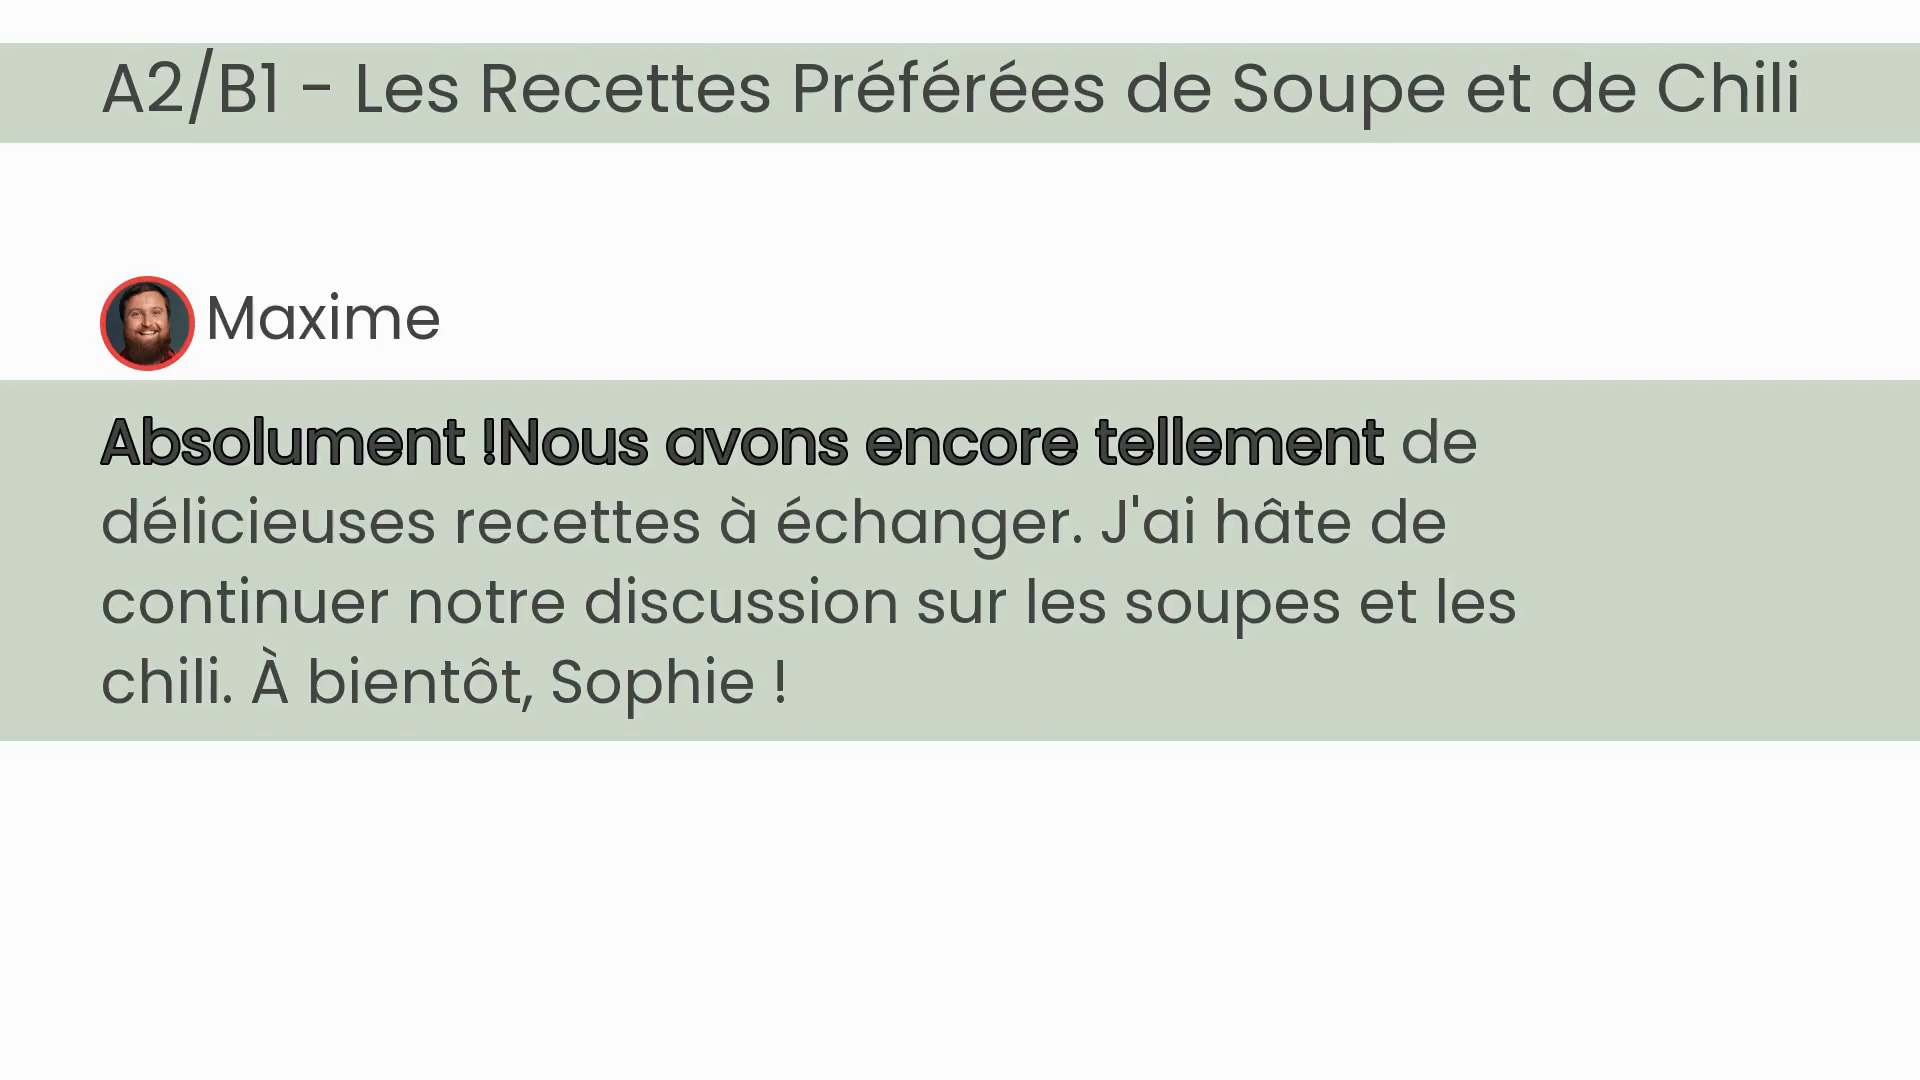 A2/B1 - Les Recettes Préférées de Soupe et de Chili
Maxime
Absolument !Nous avons encore tellement de
délicieuses recettes à échanger. J'ai hâte de
continuer notre discussion sur les soupes et les
chili. À bientôt, Sophie !